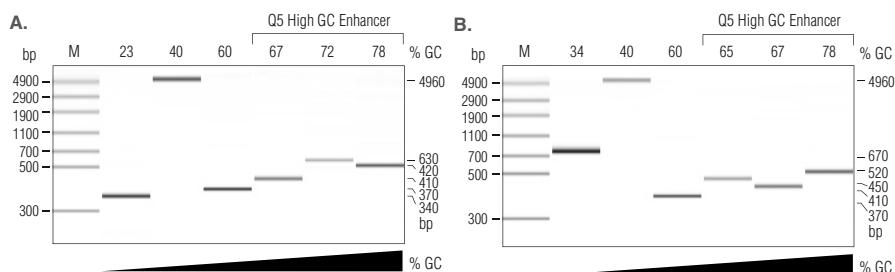 Q5 High GC Enhancer
A.
bp M 23 40 60 67 72 78 % GC
4900
2900
1900
1100
700
500
300
4960
630
420
410
370
340
bp
% GC
Q5 High GC Enhancer
B.
bp M 34 40 60 65 67 78 % GC
4900
2900
1900
1100
700
500
300
4960
670
520
450
410
370
bp
% GC